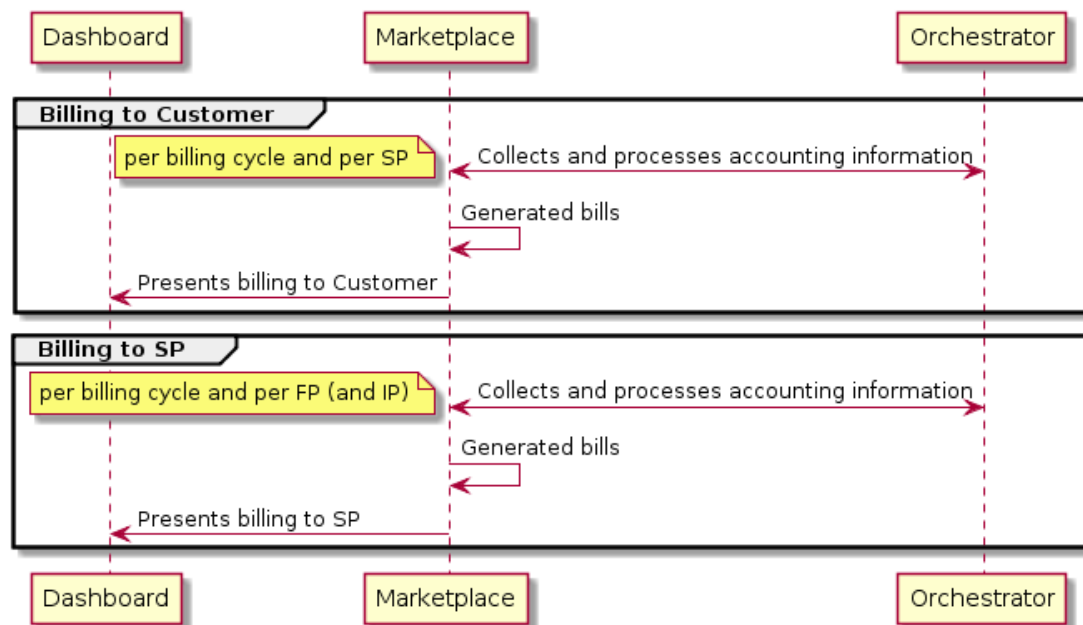 Dashboard
Marketplace
Orchestrator
Billing to Customer
per billing cycle and per SP
Collects and processes accounting information
Generated bills
Presents billing to Customer
Billing to SP
per billing cycle and per FP (and IP)
Collects and processes accounting information
Generated bills
Presents billing to SP
Dashboard
Marketplace
Orchestrator